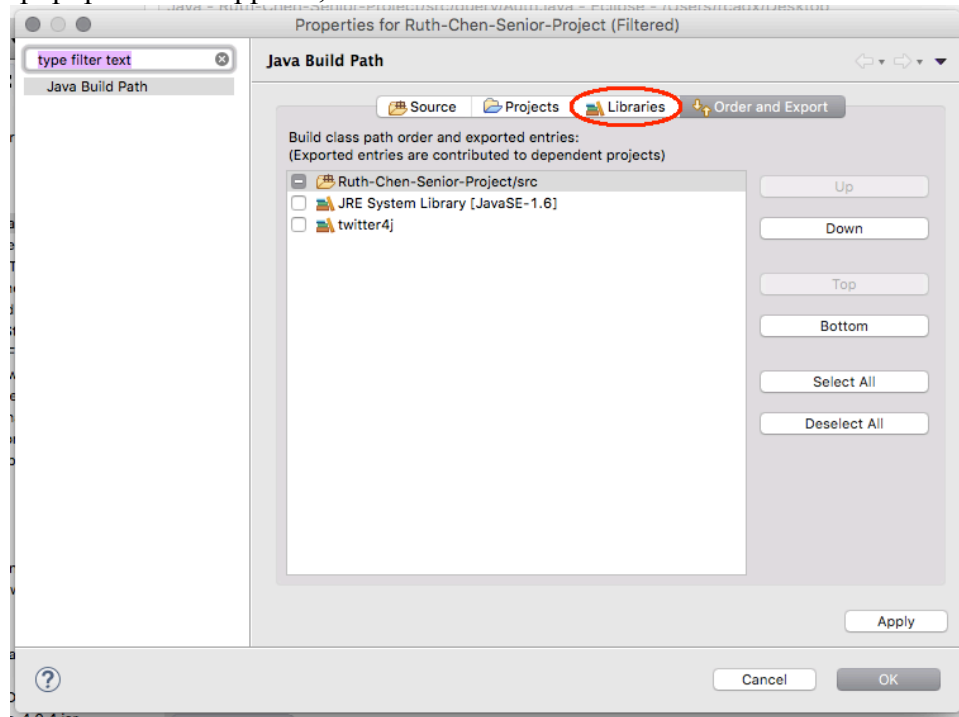 Properties for Ruth-Chen-Senior-Project (Filtered)
type filter text
Java Build Path
Java Build Path
Source Projects Libraries Order and Export
Build class path order and exported entries:
(Exported entries are contributed to dependent projects)
Ruth-Chen-Senior-Project/src
JRE System Library [JavaSE-1.6]
twitter4j
Up
Down
Top
Bottom
Select All
Deselect All
Apply
?
Cancel OK